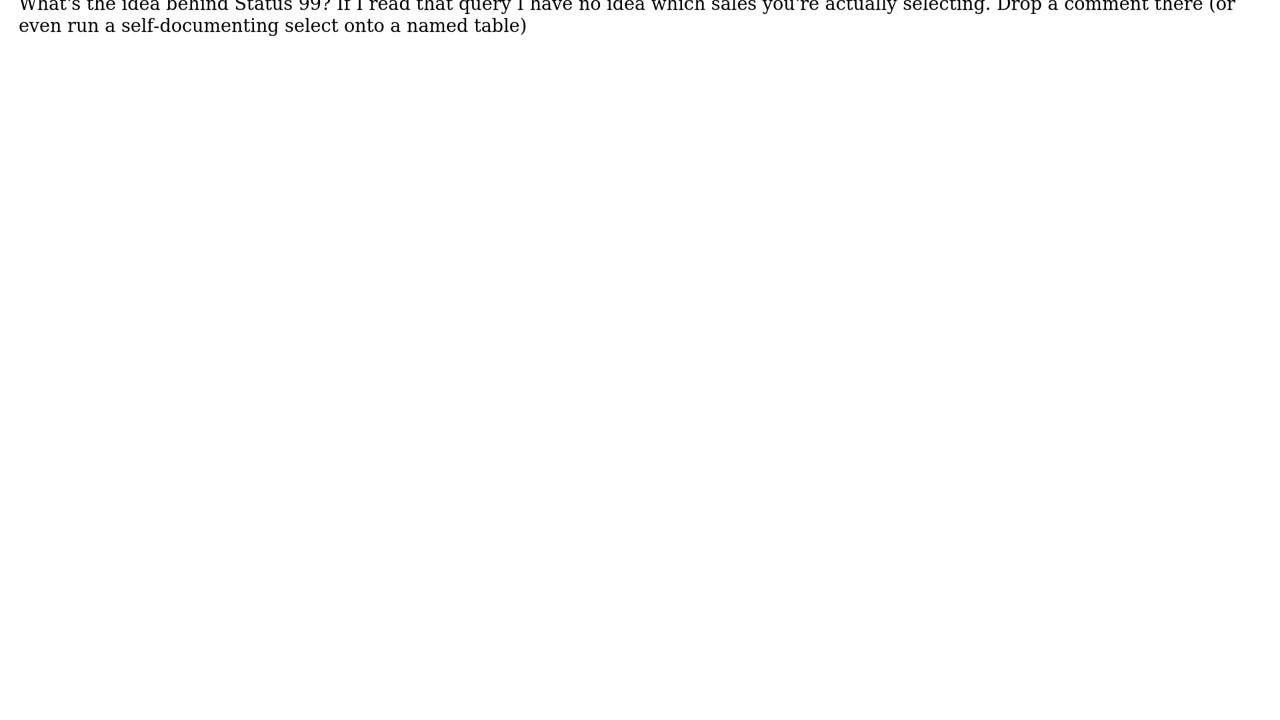 What's the idea behind Status 99? If I read that query I have no idea which sales you're actually selecting. Drop a comment there (or
even run a self-documenting select onto a named table)